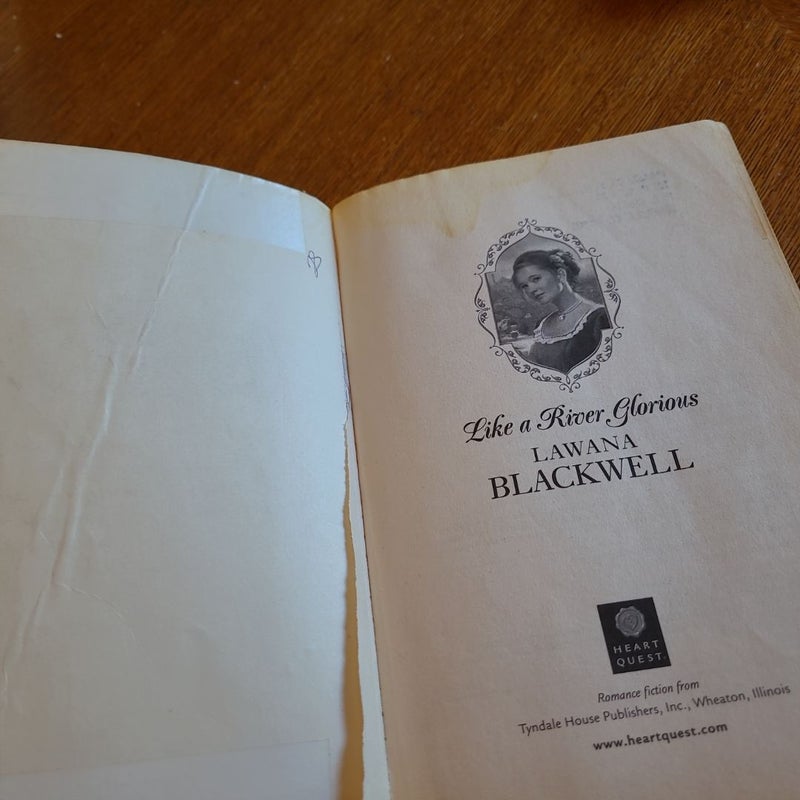 Like a River Glorious
LAWANA
BLACKWELL
HEART
QUEST
Romance fiction from
Tyndale House Publishers, Inc., Wheaton, Illinois
www.heartquest.com